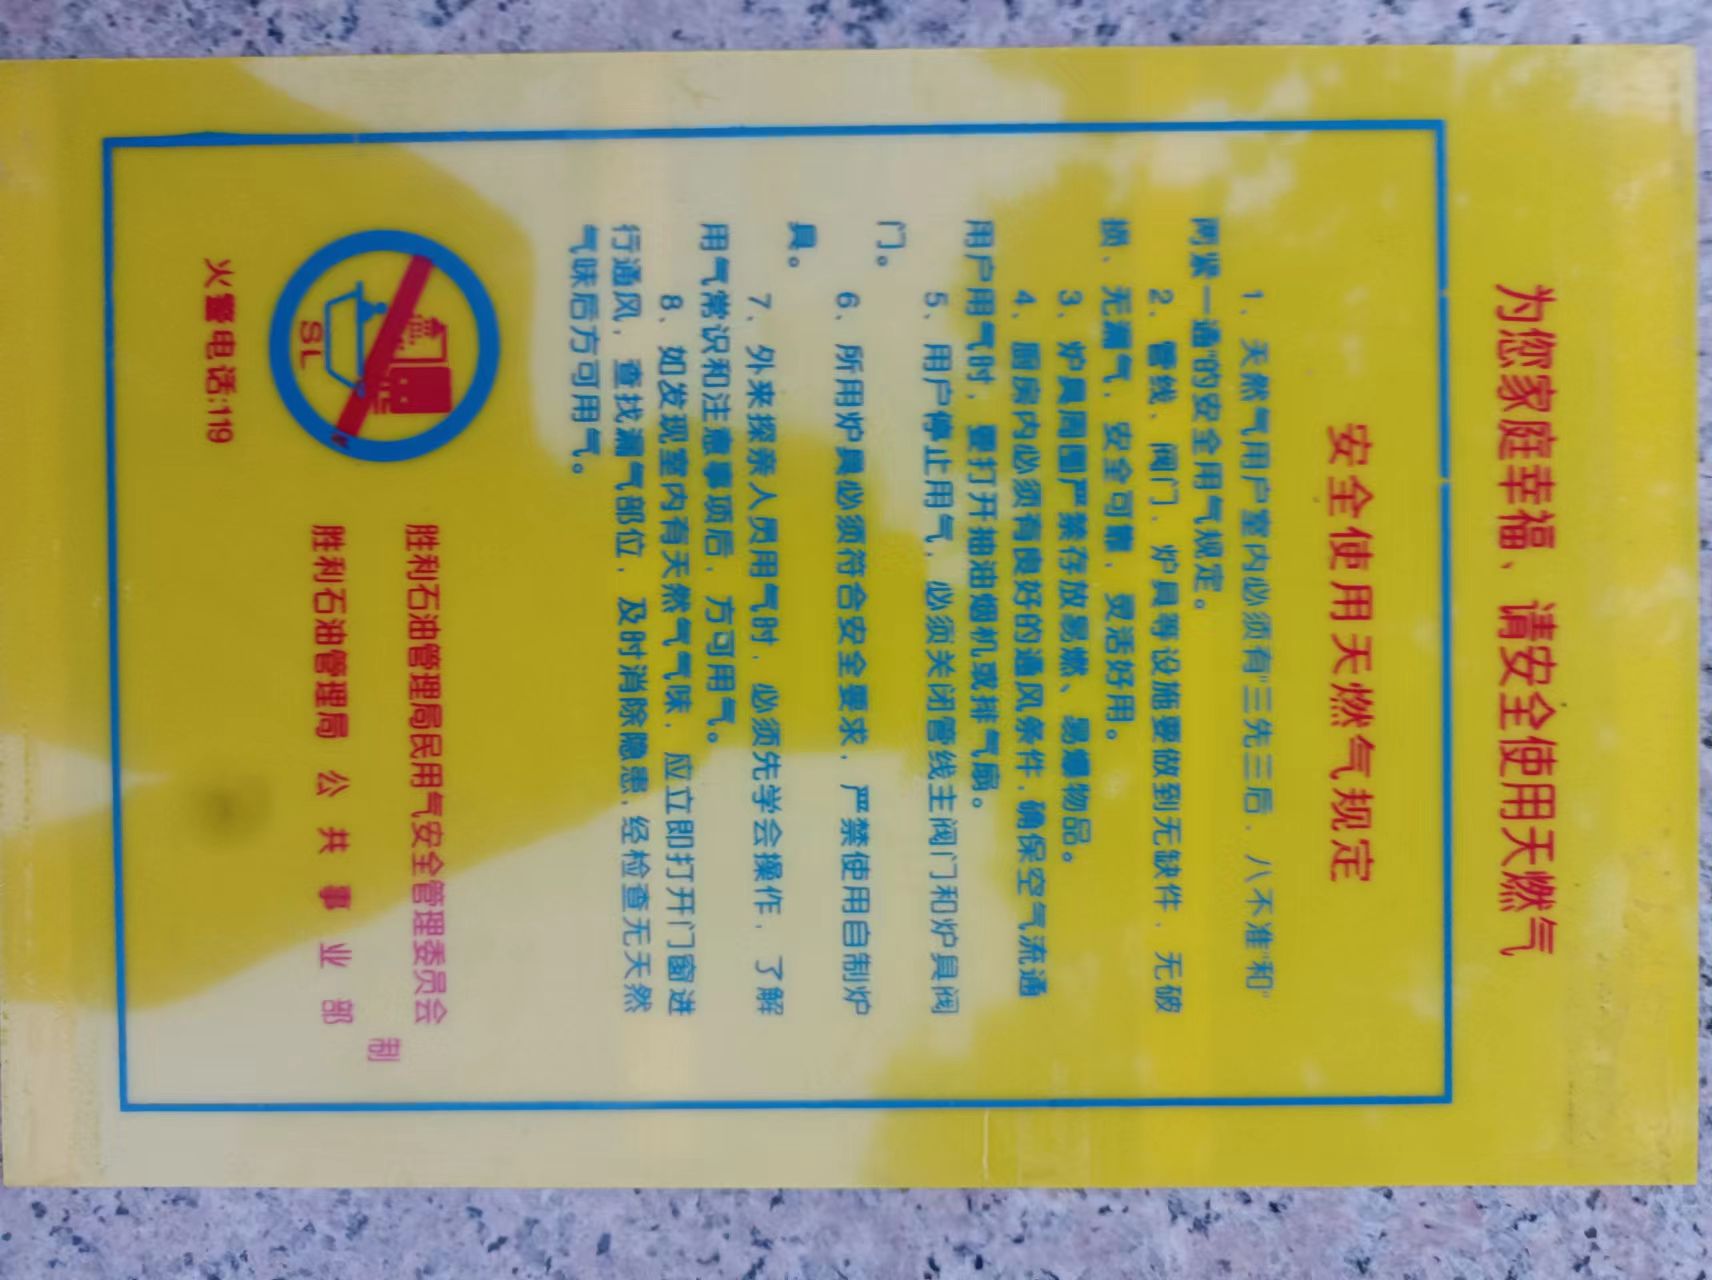 为您家庭幸福、请安全使用天燃气
安全使用天燃气规定
1、天然气用户室内必须有“三先三后，八不准”和“
两紧一通”的安全用气规定。
2、管线、阀门、炉具等设施要做到无缺件，无破
损，无漏气，安全可靠，灵活好用。
3、炉具周围严禁存放易燃、易爆物品。
4、厨房内必须有良好的通风条件，确保空气流通
用户用气时，要打开抽油烟机或排气扇。
5、用户停止用气，必须关闭管线主阀门和炉具阀
门。
6、所用炉具必须符合安全要求，严禁使用自制炉
具。
7、外来探亲人员用气时，必须先学会操作，了解
用气常识和注意事项后，方可用气。
8、如发现室内有天然气气味，应立即打开门窗进
行通风，查找漏气部位，及时消除隐患，经检查无天然
气味后方可用气。
SL
胜利石油管理局民用气安全管理委员会
制
胜利石油管理局 公共事业部
火警电话:119